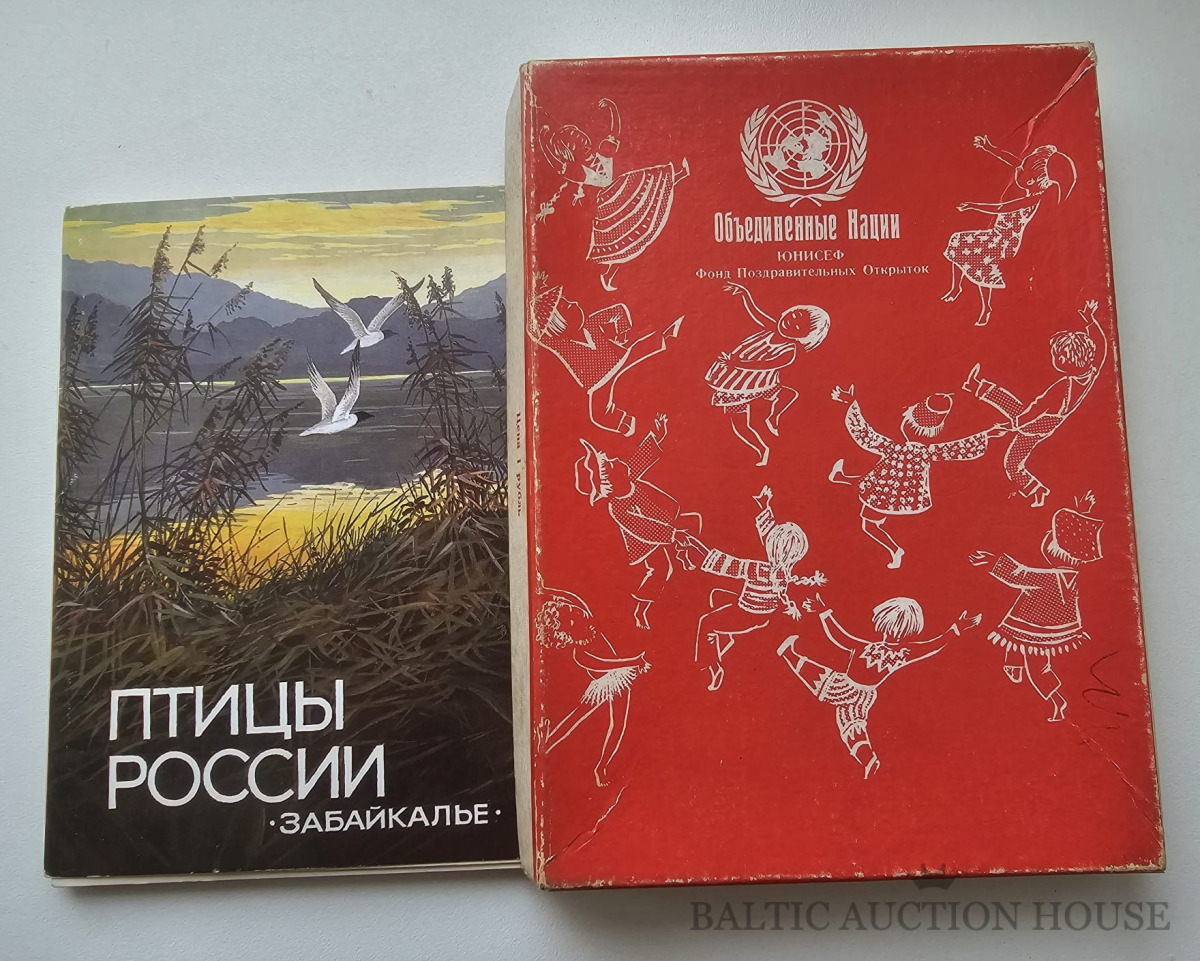 ПТИЦЫ
РОССИИ
·ЗАБАЙКАЛЬЕ·
Цена 1 рубль
Объединенные Нации
ЮНИСЕФ
Фонд Поздравительных Открыток
BALTIC AUCTION HOUSE